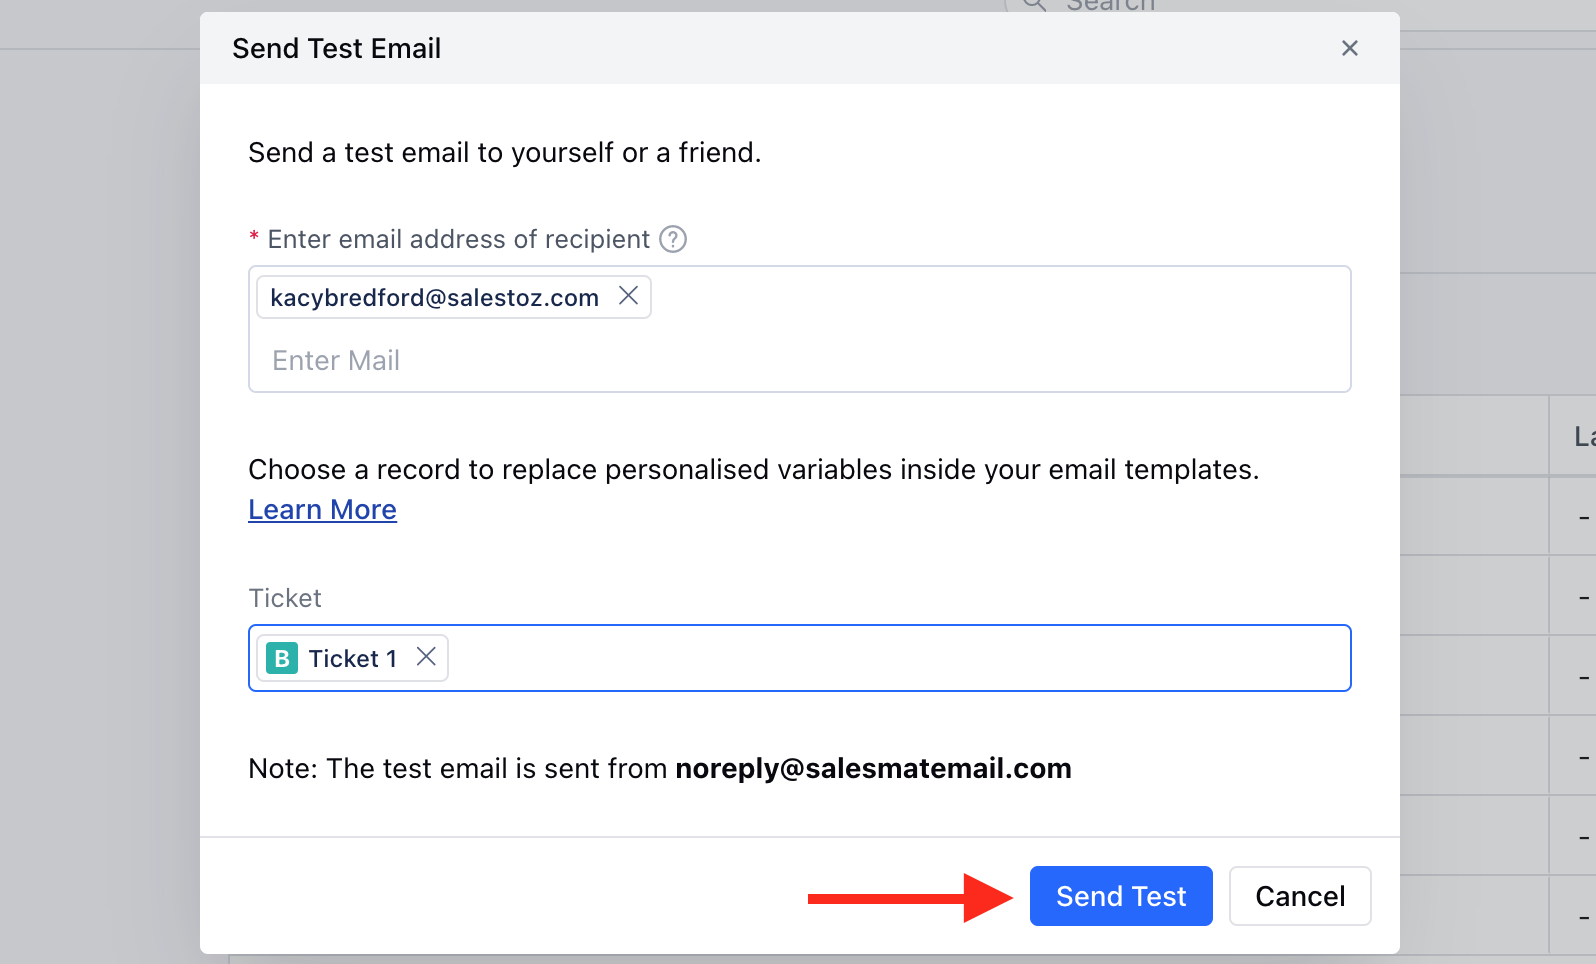 Search
Send Test Email
Send a test email to yourself or a friend.
* Enter email address of recipient ?
kacybredford@salestoz.com
Enter Mail
Choose a record to replace personalised variables inside your email templates.
Learn More
Ticket
B Ticket 1
Note: The test email is sent from noreply@salesmatemail.com
Send Test Cancel